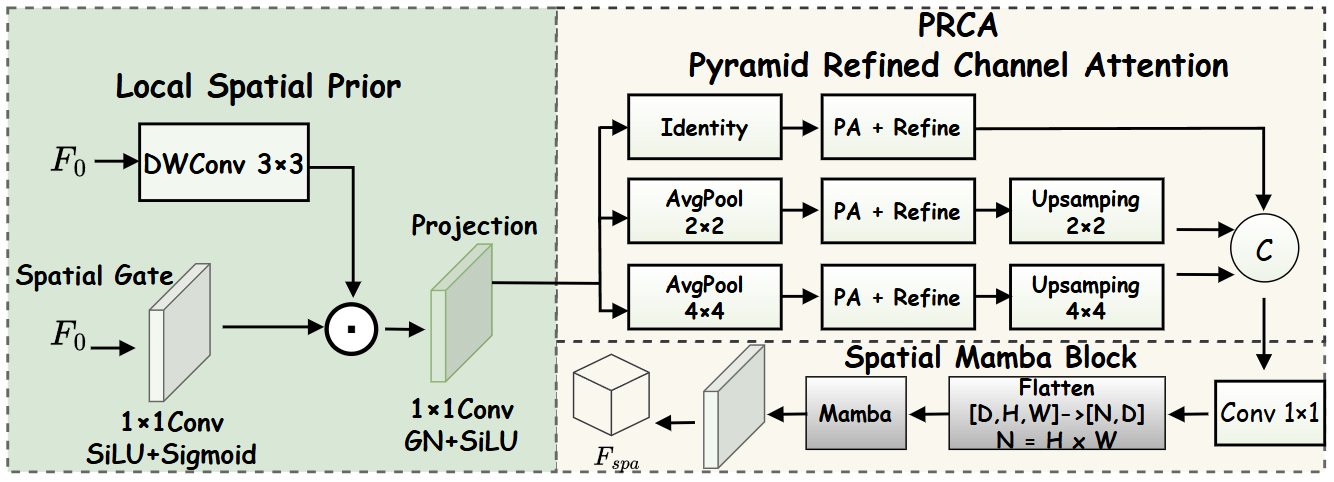 Local Spatial Prior
F₀
DWConv 3×3
Spatial Gate
F₀
1×1Conv
SiLU+Sigmoid
Projection
1×1Conv
GN+SiLU
PRCA
Pyramid Refined Channel Attention
Identity
PA + Refine
AvgPool
2×2
PA + Refine
Upsamping
2×2
AvgPool
4×4
PA + Refine
Upsamping
4×4
C
Spatial Mamba Block
Conv 1×1
Flatten
[D,H,W]->[N,D]
N = H x W
Mamba
Fspa